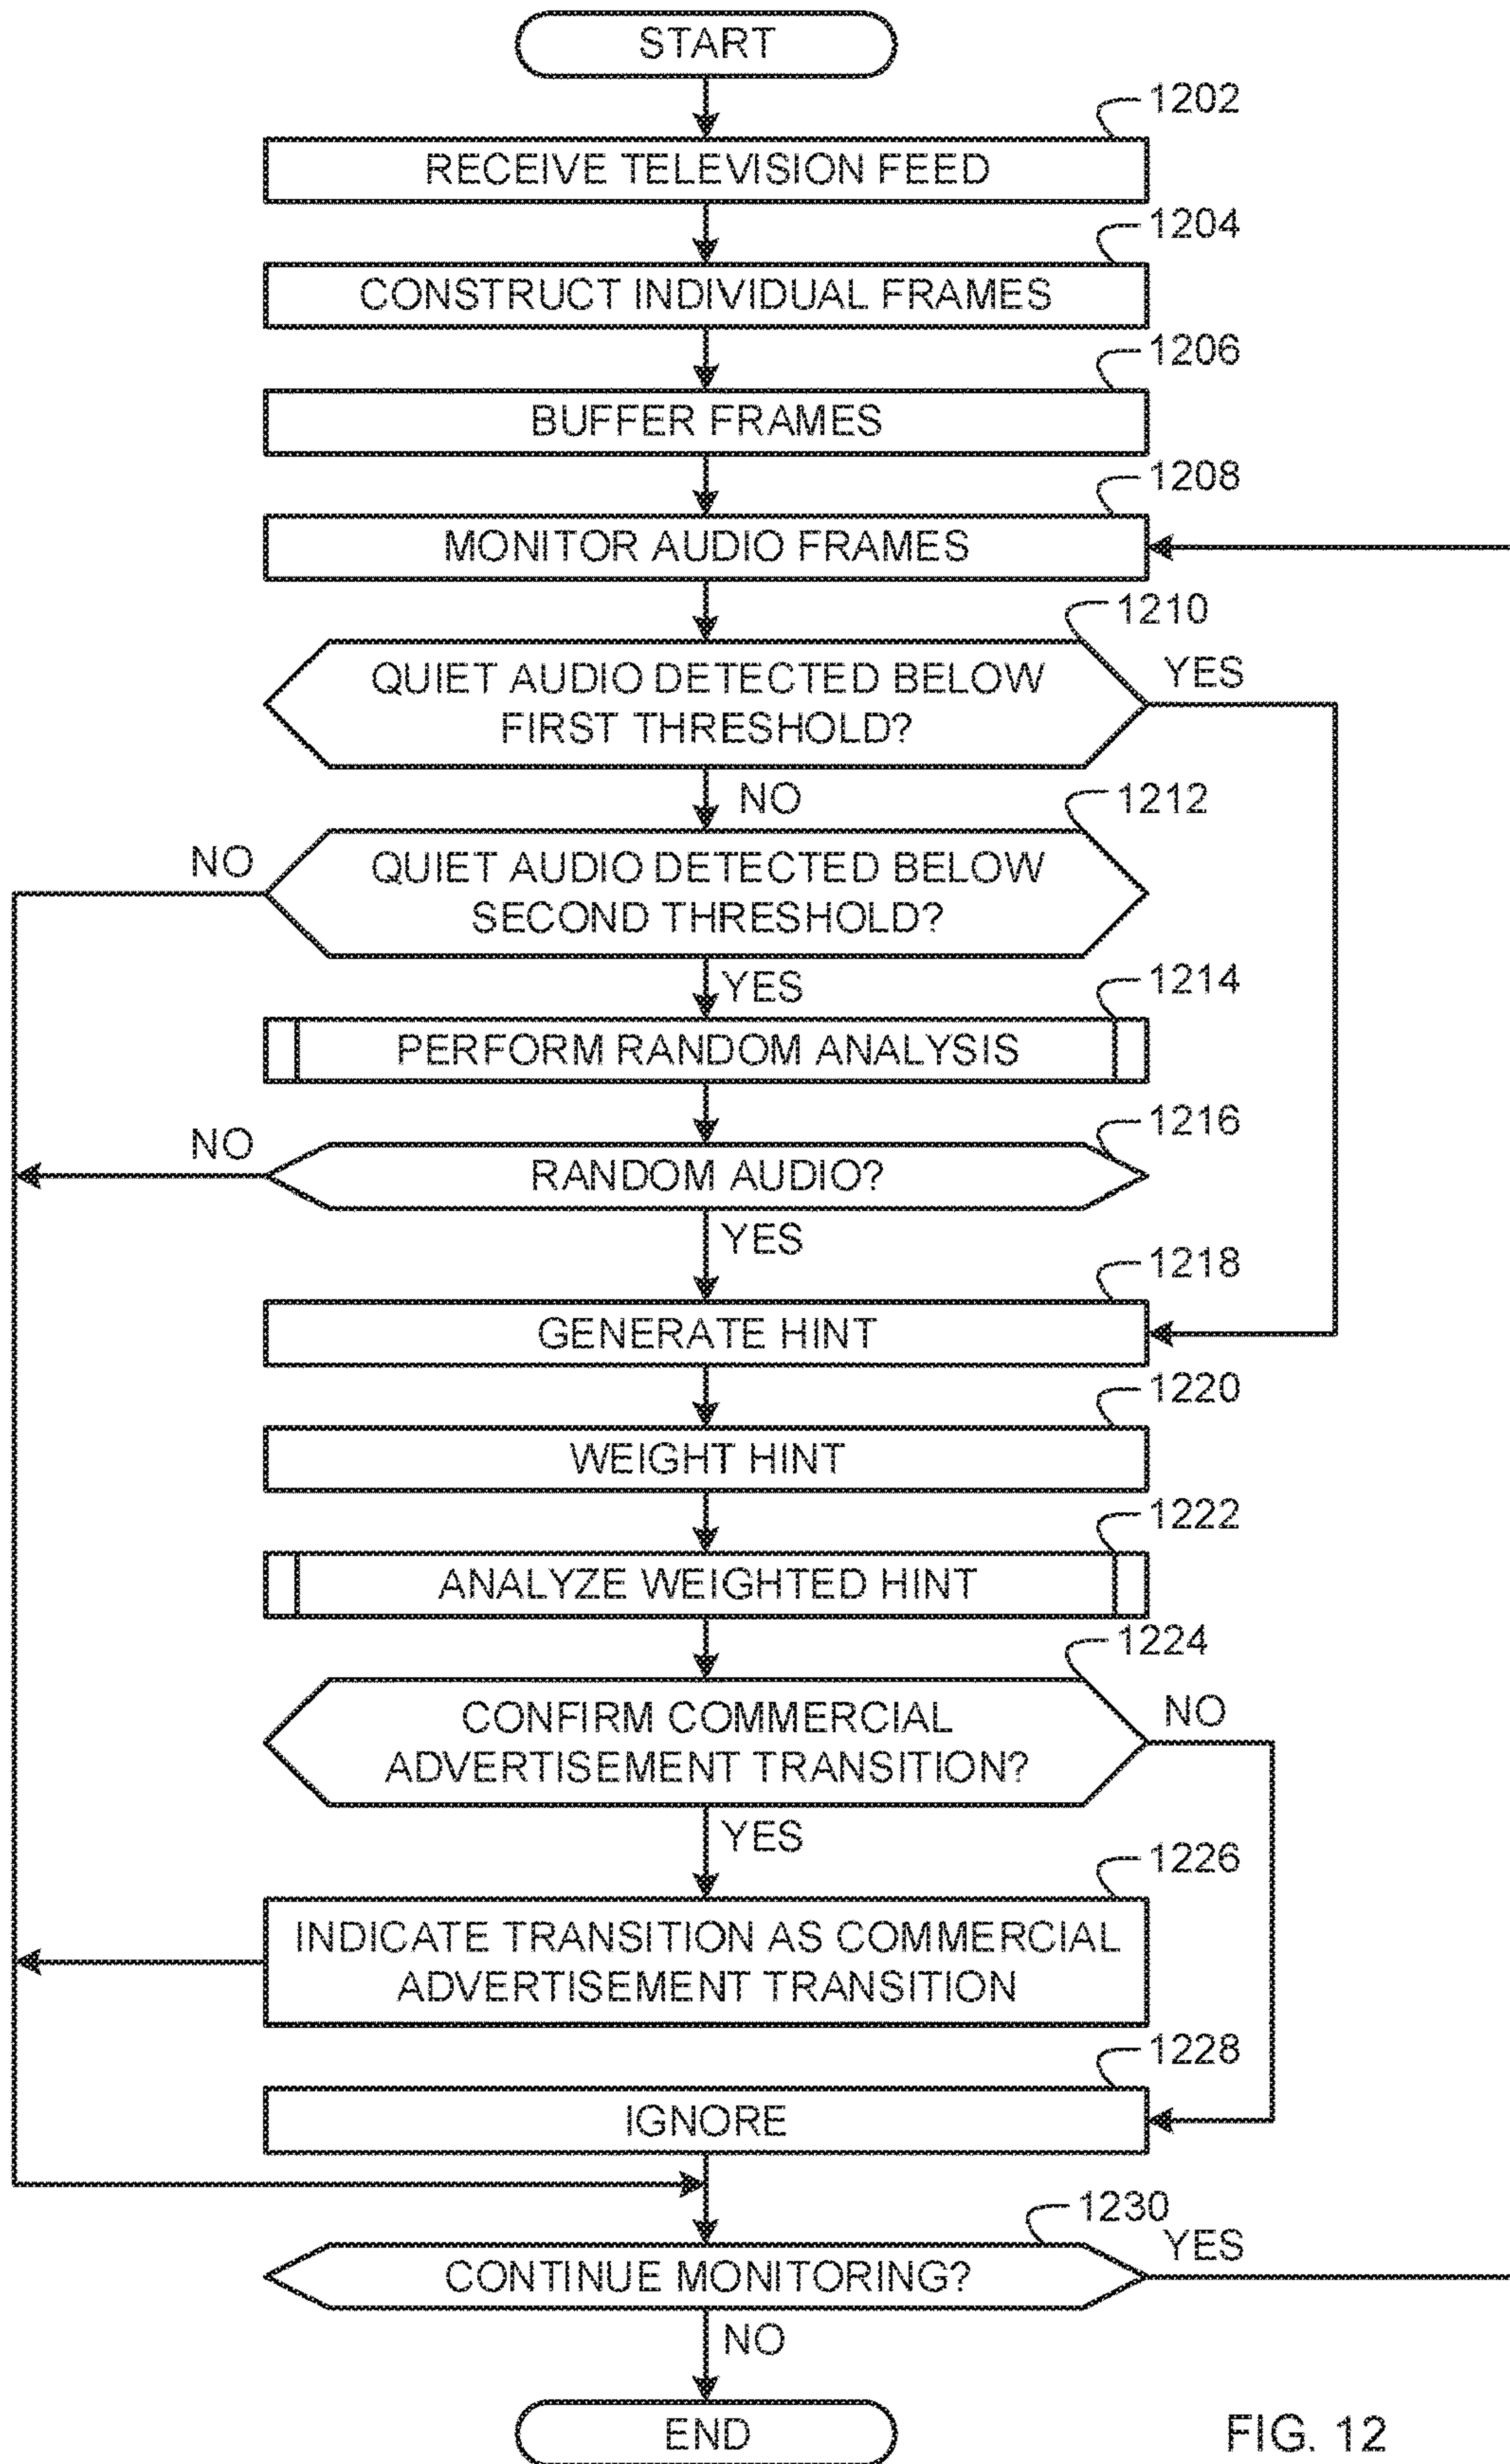 START
1202
RECEIVE TELEVISION FEED
1204
CONSTRUCT INDIVIDUAL FRAMES
1206
BUFFER FRAMES
1208
MONITOR AUDIO FRAMES
1210
QUIET AUDIO DETECTED BELOW
FIRST THRESHOLD?
YES
NO
1212
NO
QUIET AUDIO DETECTED BELOW
SECOND THRESHOLD?
YES
1214
PERFORM RANDOM ANALYSIS
1216
NO
RANDOM AUDIO?
YES
1218
GENERATE HINT
1220
WEIGHT HINT
1222
ANALYZE WEIGHTED HINT
1224
CONFIRM COMMERCIAL
ADVERTISEMENT TRANSITION?
NO
YES
1226
INDICATE TRANSITION AS COMMERCIAL
ADVERTISEMENT TRANSITION
1228
IGNORE
1230
CONTINUE MONITORING?
YES
NO
END
FIG. 12